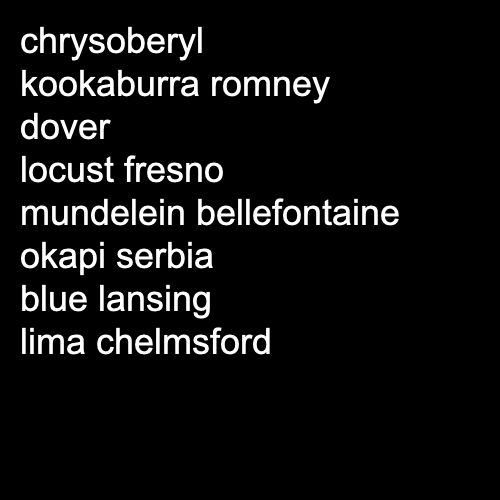 chrysoberyl
kookaburra romney
dover
locust fresno
mundelein bellefontaine
okapi serbia
blue lansing
lima chelmsford